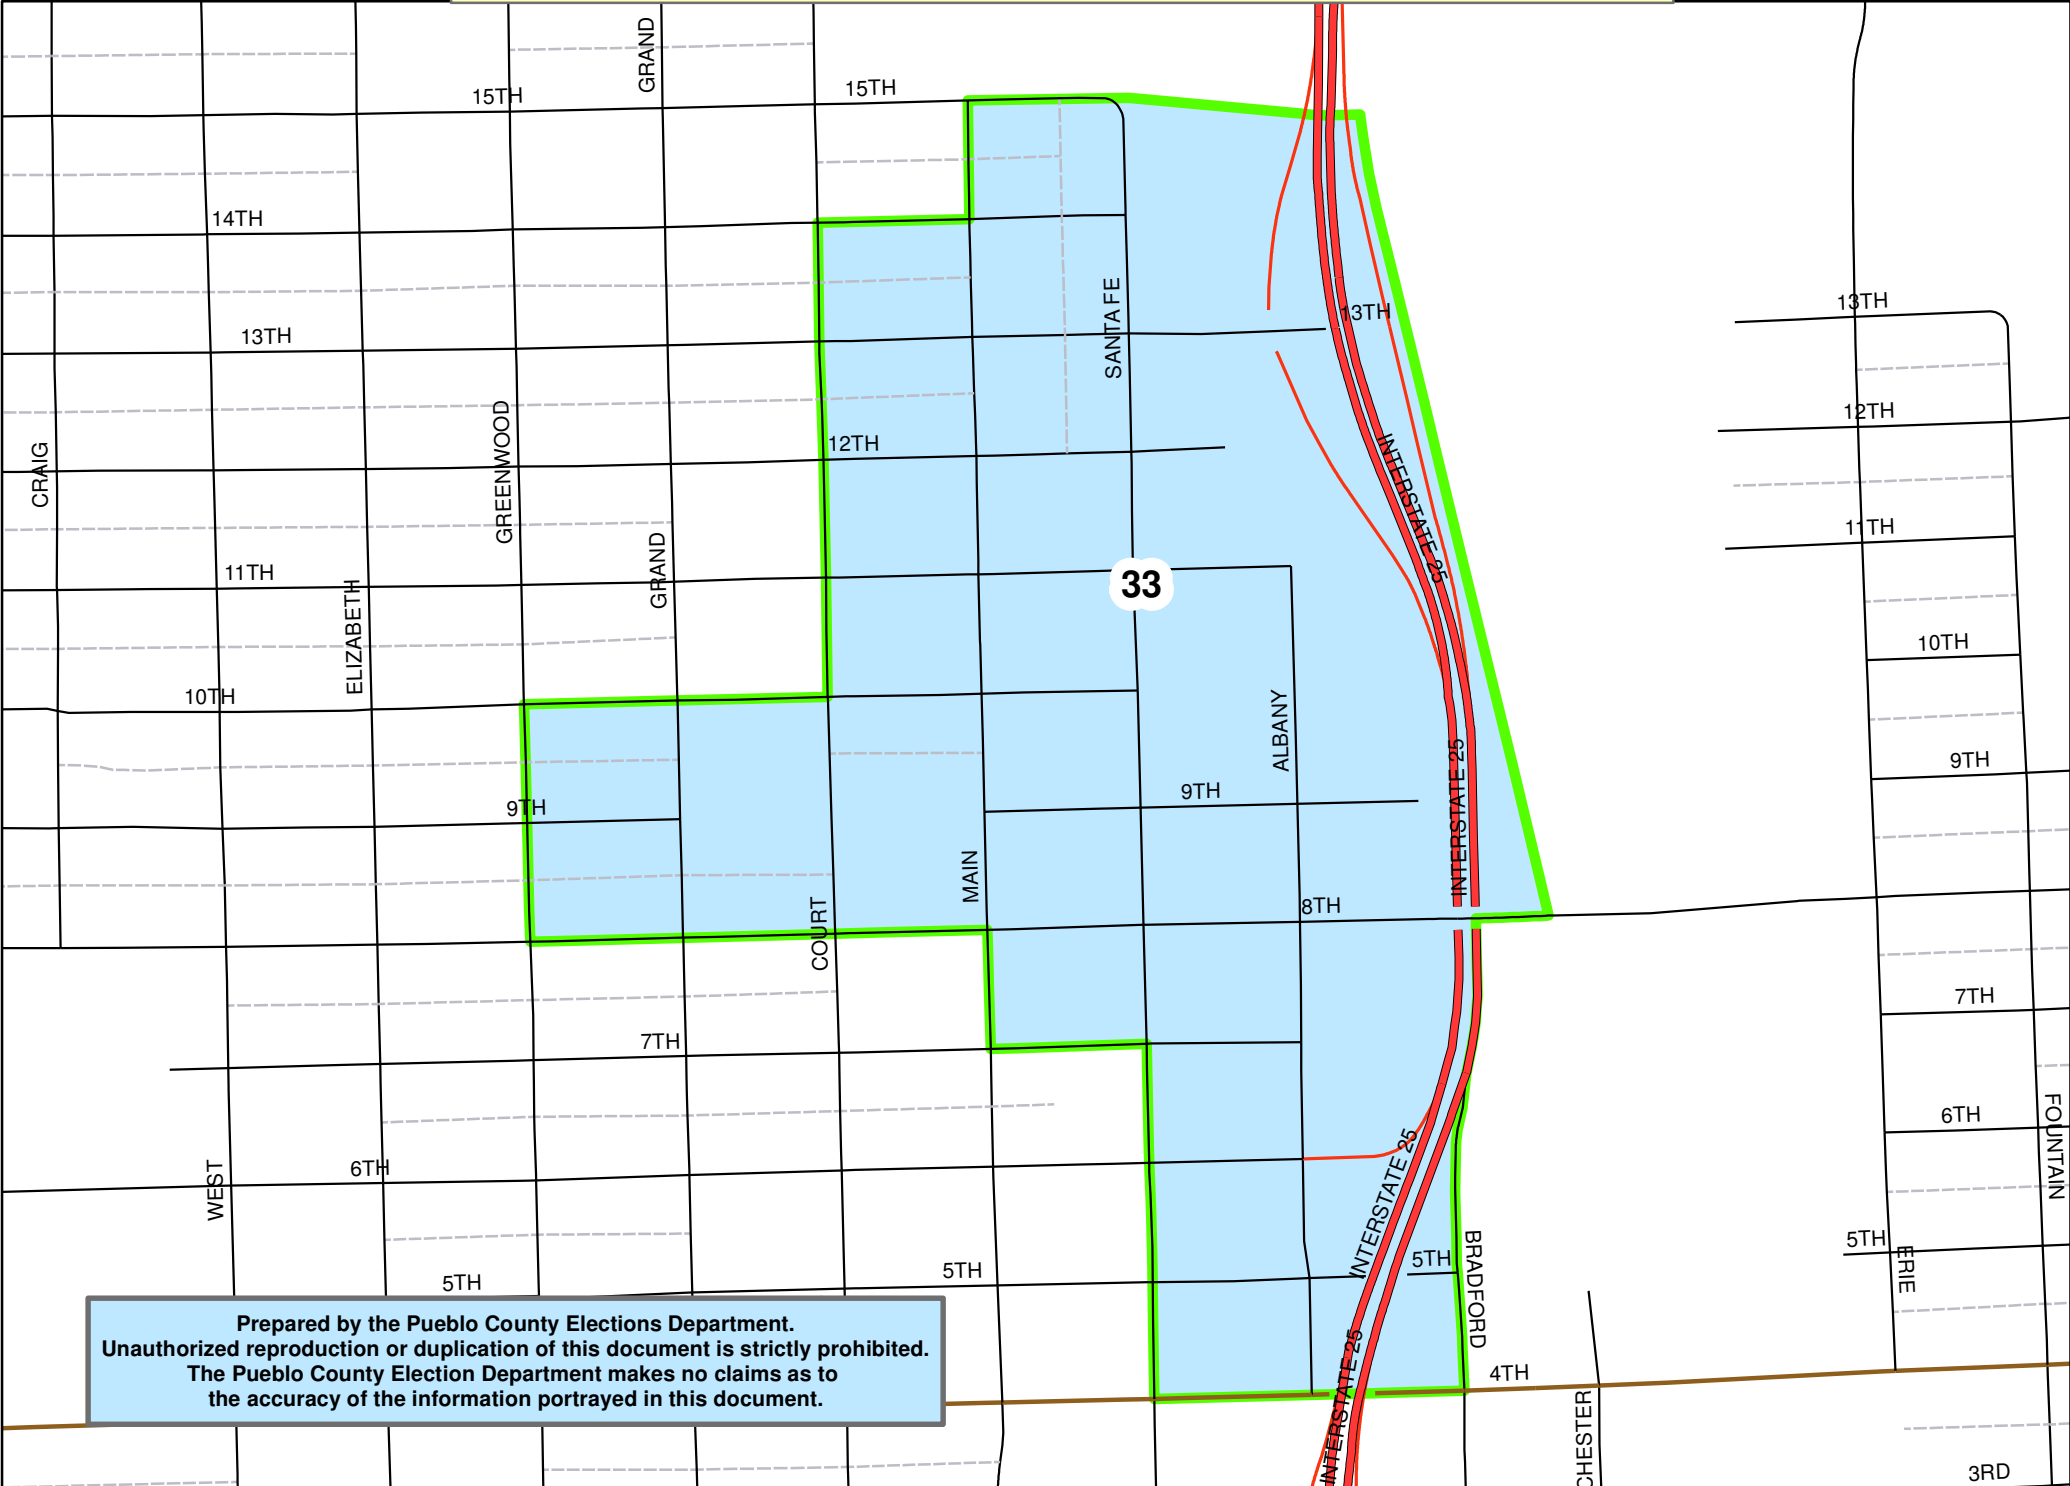 GRAND
15TH
15TH
14TH
SANTA FE
13TH
13TH
13TH
12TH
12TH
CRAIG
GREENWOOD
INTERSTATE 25
11TH
11TH
GRAND
ELIZABETH
33
10TH
10TH
ALBANY
9TH
9TH
9TH
INTERSTATE 25
MAIN
COURT
8TH
7TH
7TH
6TH
6TH
FOUNTAIN
WEST
INTERSTATE 25
5TH
5TH
5TH
5TH
ERIE
BRADFORD
Prepared by the Pueblo County Elections Department.
Unauthorized reproduction or duplication of this document is strictly prohibited.
The Pueblo County Election Department makes no claims as to
the accuracy of the information portrayed in this document.
INTERSTATE 25
4TH
CHESTER
3RD